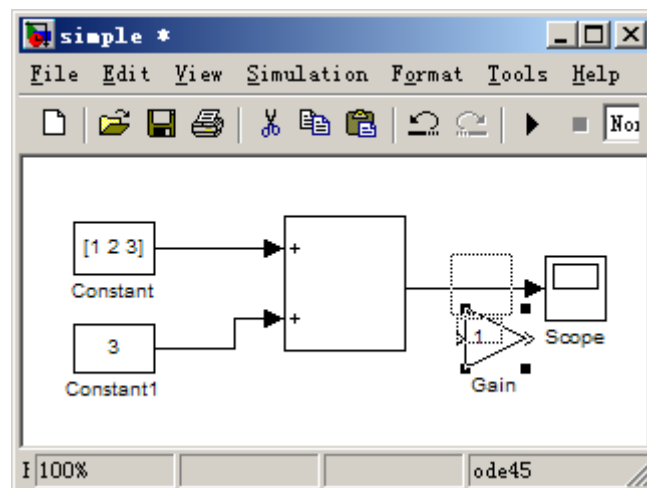 simple *
File Edit View Simulation Format Tools Help
[1 2 3]
+
Constant
3
+
Constant1
1
Gain
Scope
100%
ode45